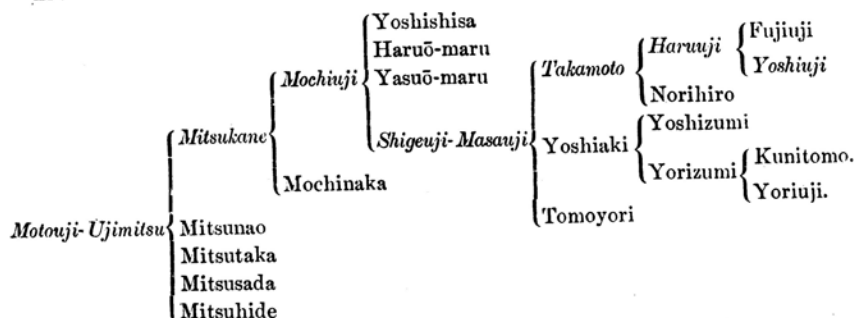 Yoshishisa
Haruō-maru
Mochiuji Yasuō-maru
Takamoto Haruuji Fujiuji
Yoshiuji
Norihiro
Mitsukane
Shigeuji-Masauji Yoshiaki Yoshizumi
Mochinaka
Yorizumi Kunitomo.
Yoriuji.
Tomoyori
Motouji-Ujimitsu Mitsunao
Mitsutaka
Mitsusada
Mitsuhide